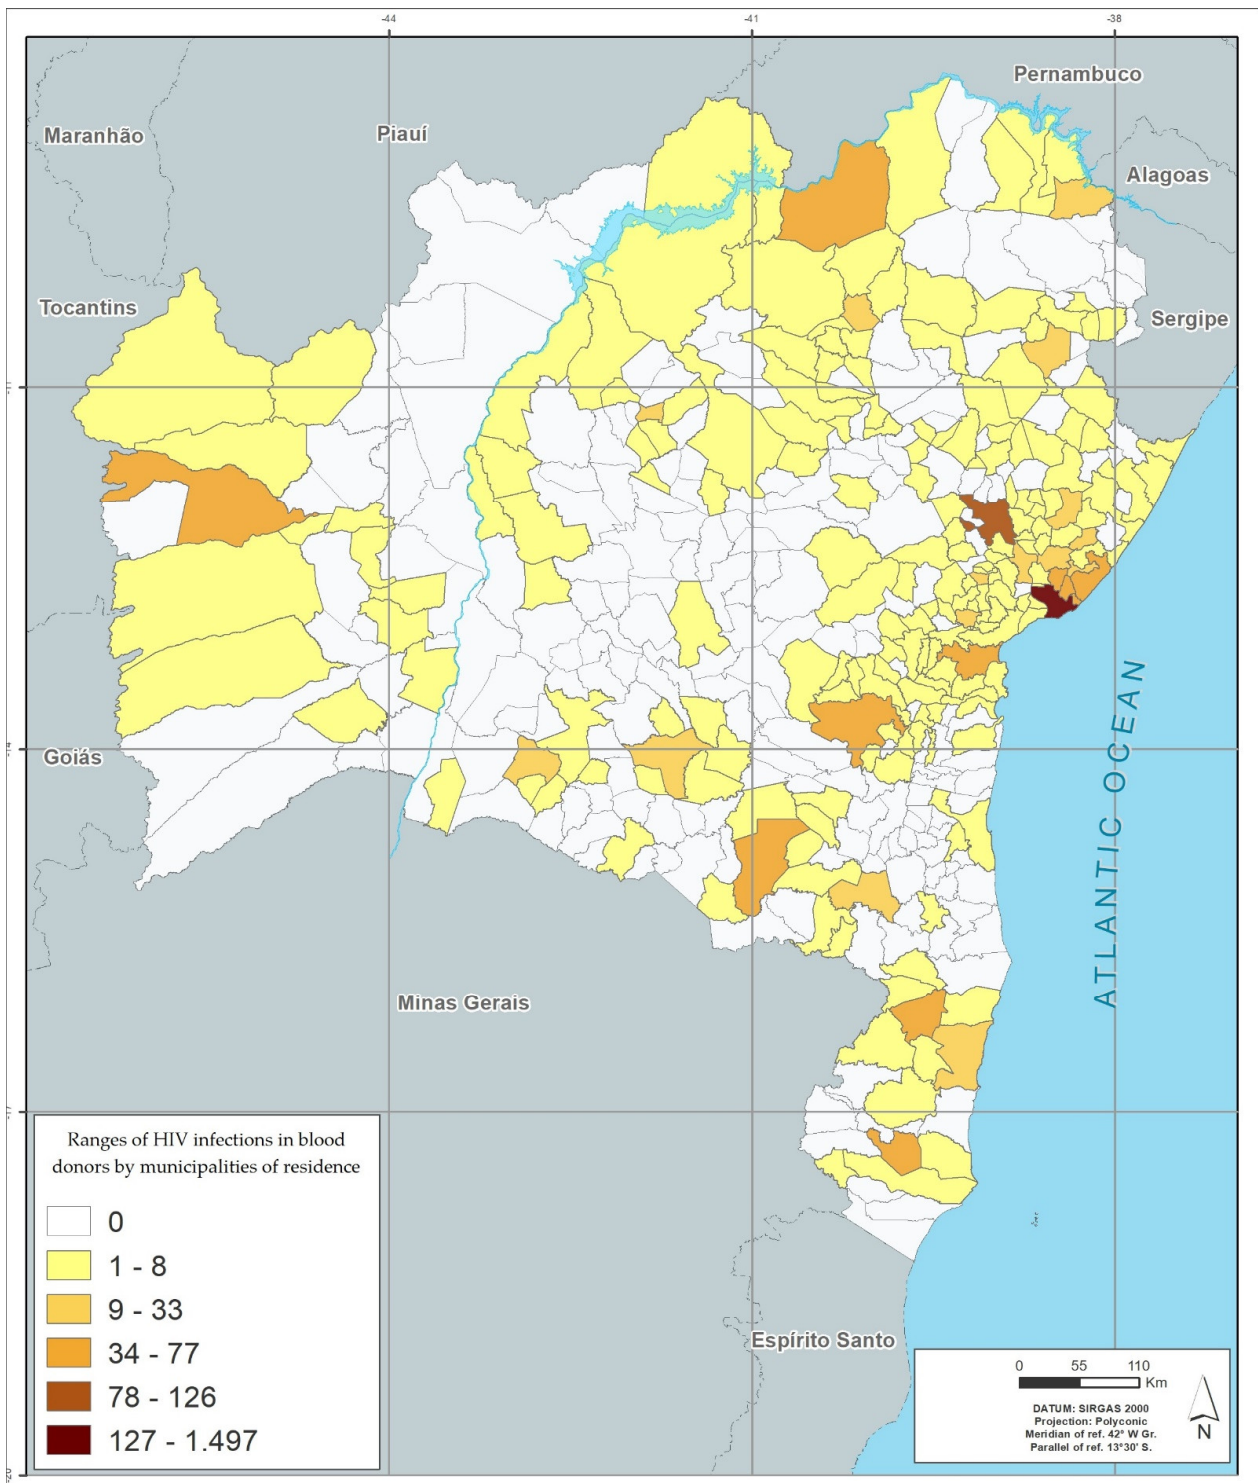 -44
-41
-38
Pernambuco
Maranhão
Piauí
Alagoas
Tocantins
Sergipe
ATLANTIC OCEAN
Goiás
Minas Gerais
Ranges of HIV infections in blood
donors by municipalities of residence
0
1 - 8
9 - 33
34 - 77
78 - 126
127 - 1.497
Espírito Santo
0 55 110
Km
DATUM: SIRGAS 2000
Projection: Polyconic
Meridian of ref. 42° W Gr.
Parallel of ref. 13°30' S.
N